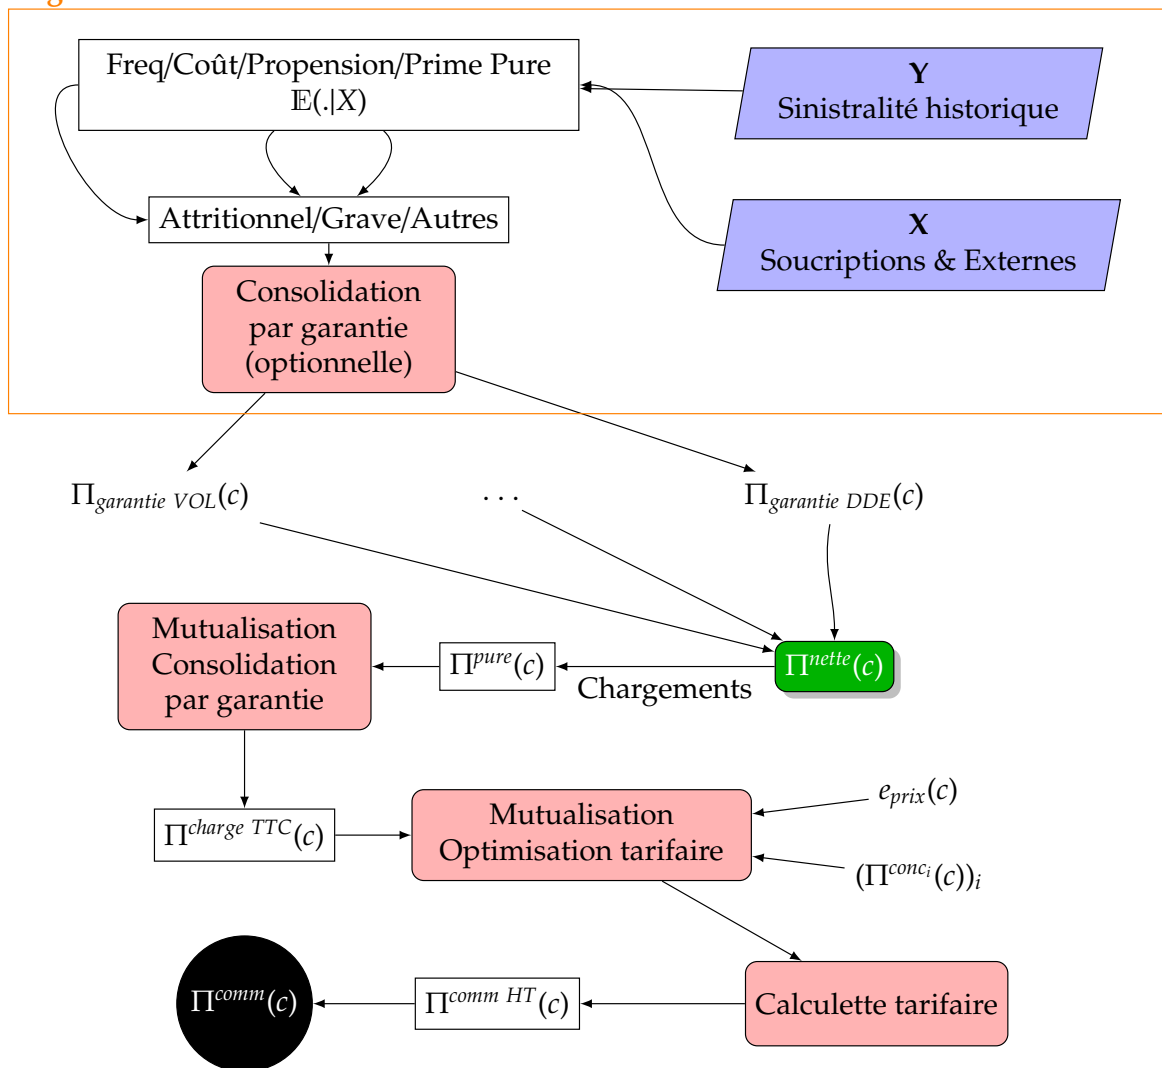 Freq/Coût/Propension/Prime Pure
𝔼(.|X)
Y
Sinistralité historique
Attritionnel/Grave/Autres
X
Soucriptions & Externes
Consolidation
par garantie
(optionnelle)
Π_garantie VOL(c)
...
Π_garantie DDE(c)
Mutualisation
Consolidation
par garantie
Π^pure(c)
Chargements
Π^nette(c)
Π^charge TTC(c)
Mutualisation
Optimisation tarifaire
e_prix(c)
(Π^conc_i(c))_i
Π^comm(c)
Π^comm HT(c)
Calculette tarifaire